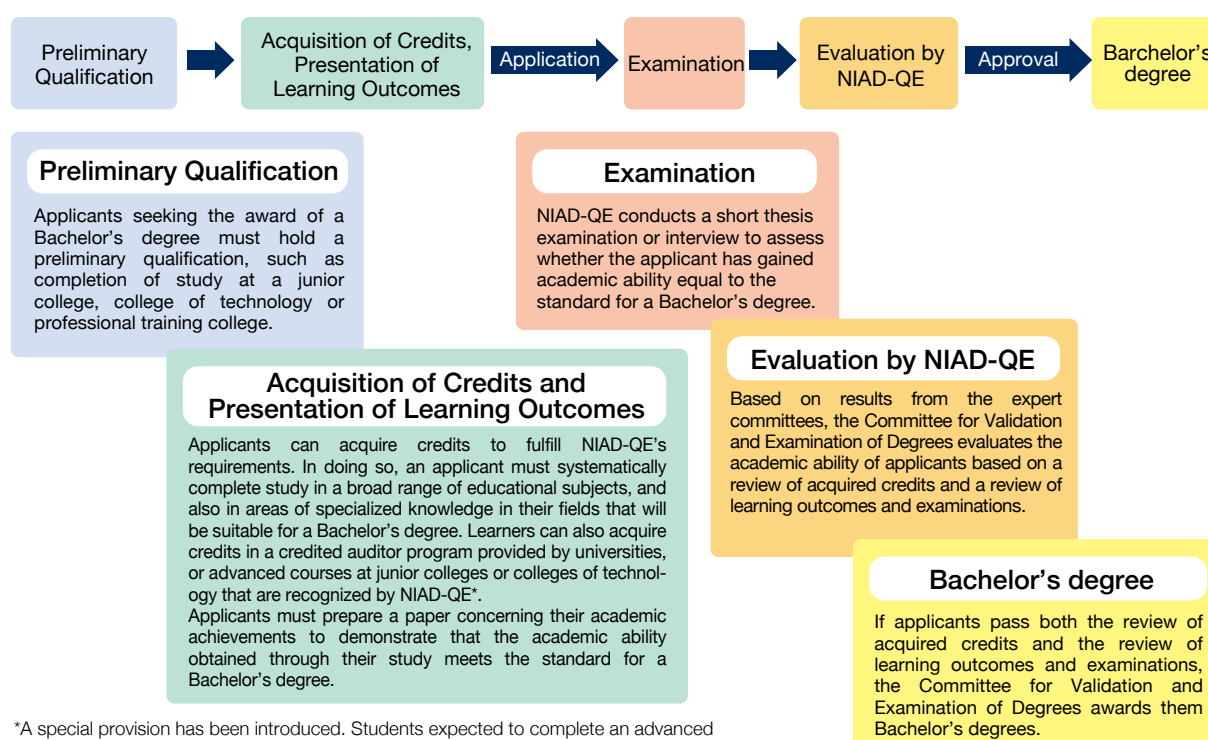 Preliminary
Qualification
Acquisition of Credits,
Presentation of
Learning Outcomes
Application
Examination
Evaluation by
NIAD-QE
Approval
Barchelor's
degree
Preliminary Qualification
Applicants seeking the award of a
Bachelor's degree must hold a
preliminary qualification, such as
completion of study at a junior
college, college of technology or
professional training college.
Acquisition of Credits and
Presentation of Learning Outcomes
Applicants can acquire credits to fulfill NIAD-QE's
requirements. In doing so, an applicant must systematically
complete study in a broad range of educational subjects, and
also in areas of specialized knowledge in their fields that will
be suitable for a Bachelor's degree. Learners can also acquire
credits in a credited auditor program provided by universities,
or advanced courses at junior colleges or colleges of technol-
ogy that are recognized by NIAD-QE*.
Applicants must prepare a paper concerning their academic
achievements to demonstrate that the academic ability
obtained through their study meets the standard for a
Bachelor's degree.
Examination
NIAD-QE conducts a short thesis
examination or interview to assess
whether the applicant has gained
academic ability equal to the
standard for a Bachelor's degree.
Evaluation by NIAD-QE
Based on results from the expert
committees, the Committee for Validation
and Examination of Degrees evaluates the
academic ability of applicants based on a
review of acquired credits and a review of
learning outcomes and examinations.
Bachelor's degree
If applicants pass both the review of
acquired credits and the review of
learning outcomes and examinations,
the Committee for Validation and
Examination of Degrees awards them
Bachelor's degrees.
*A special provision has been introduced. Students expected to complete an advanced